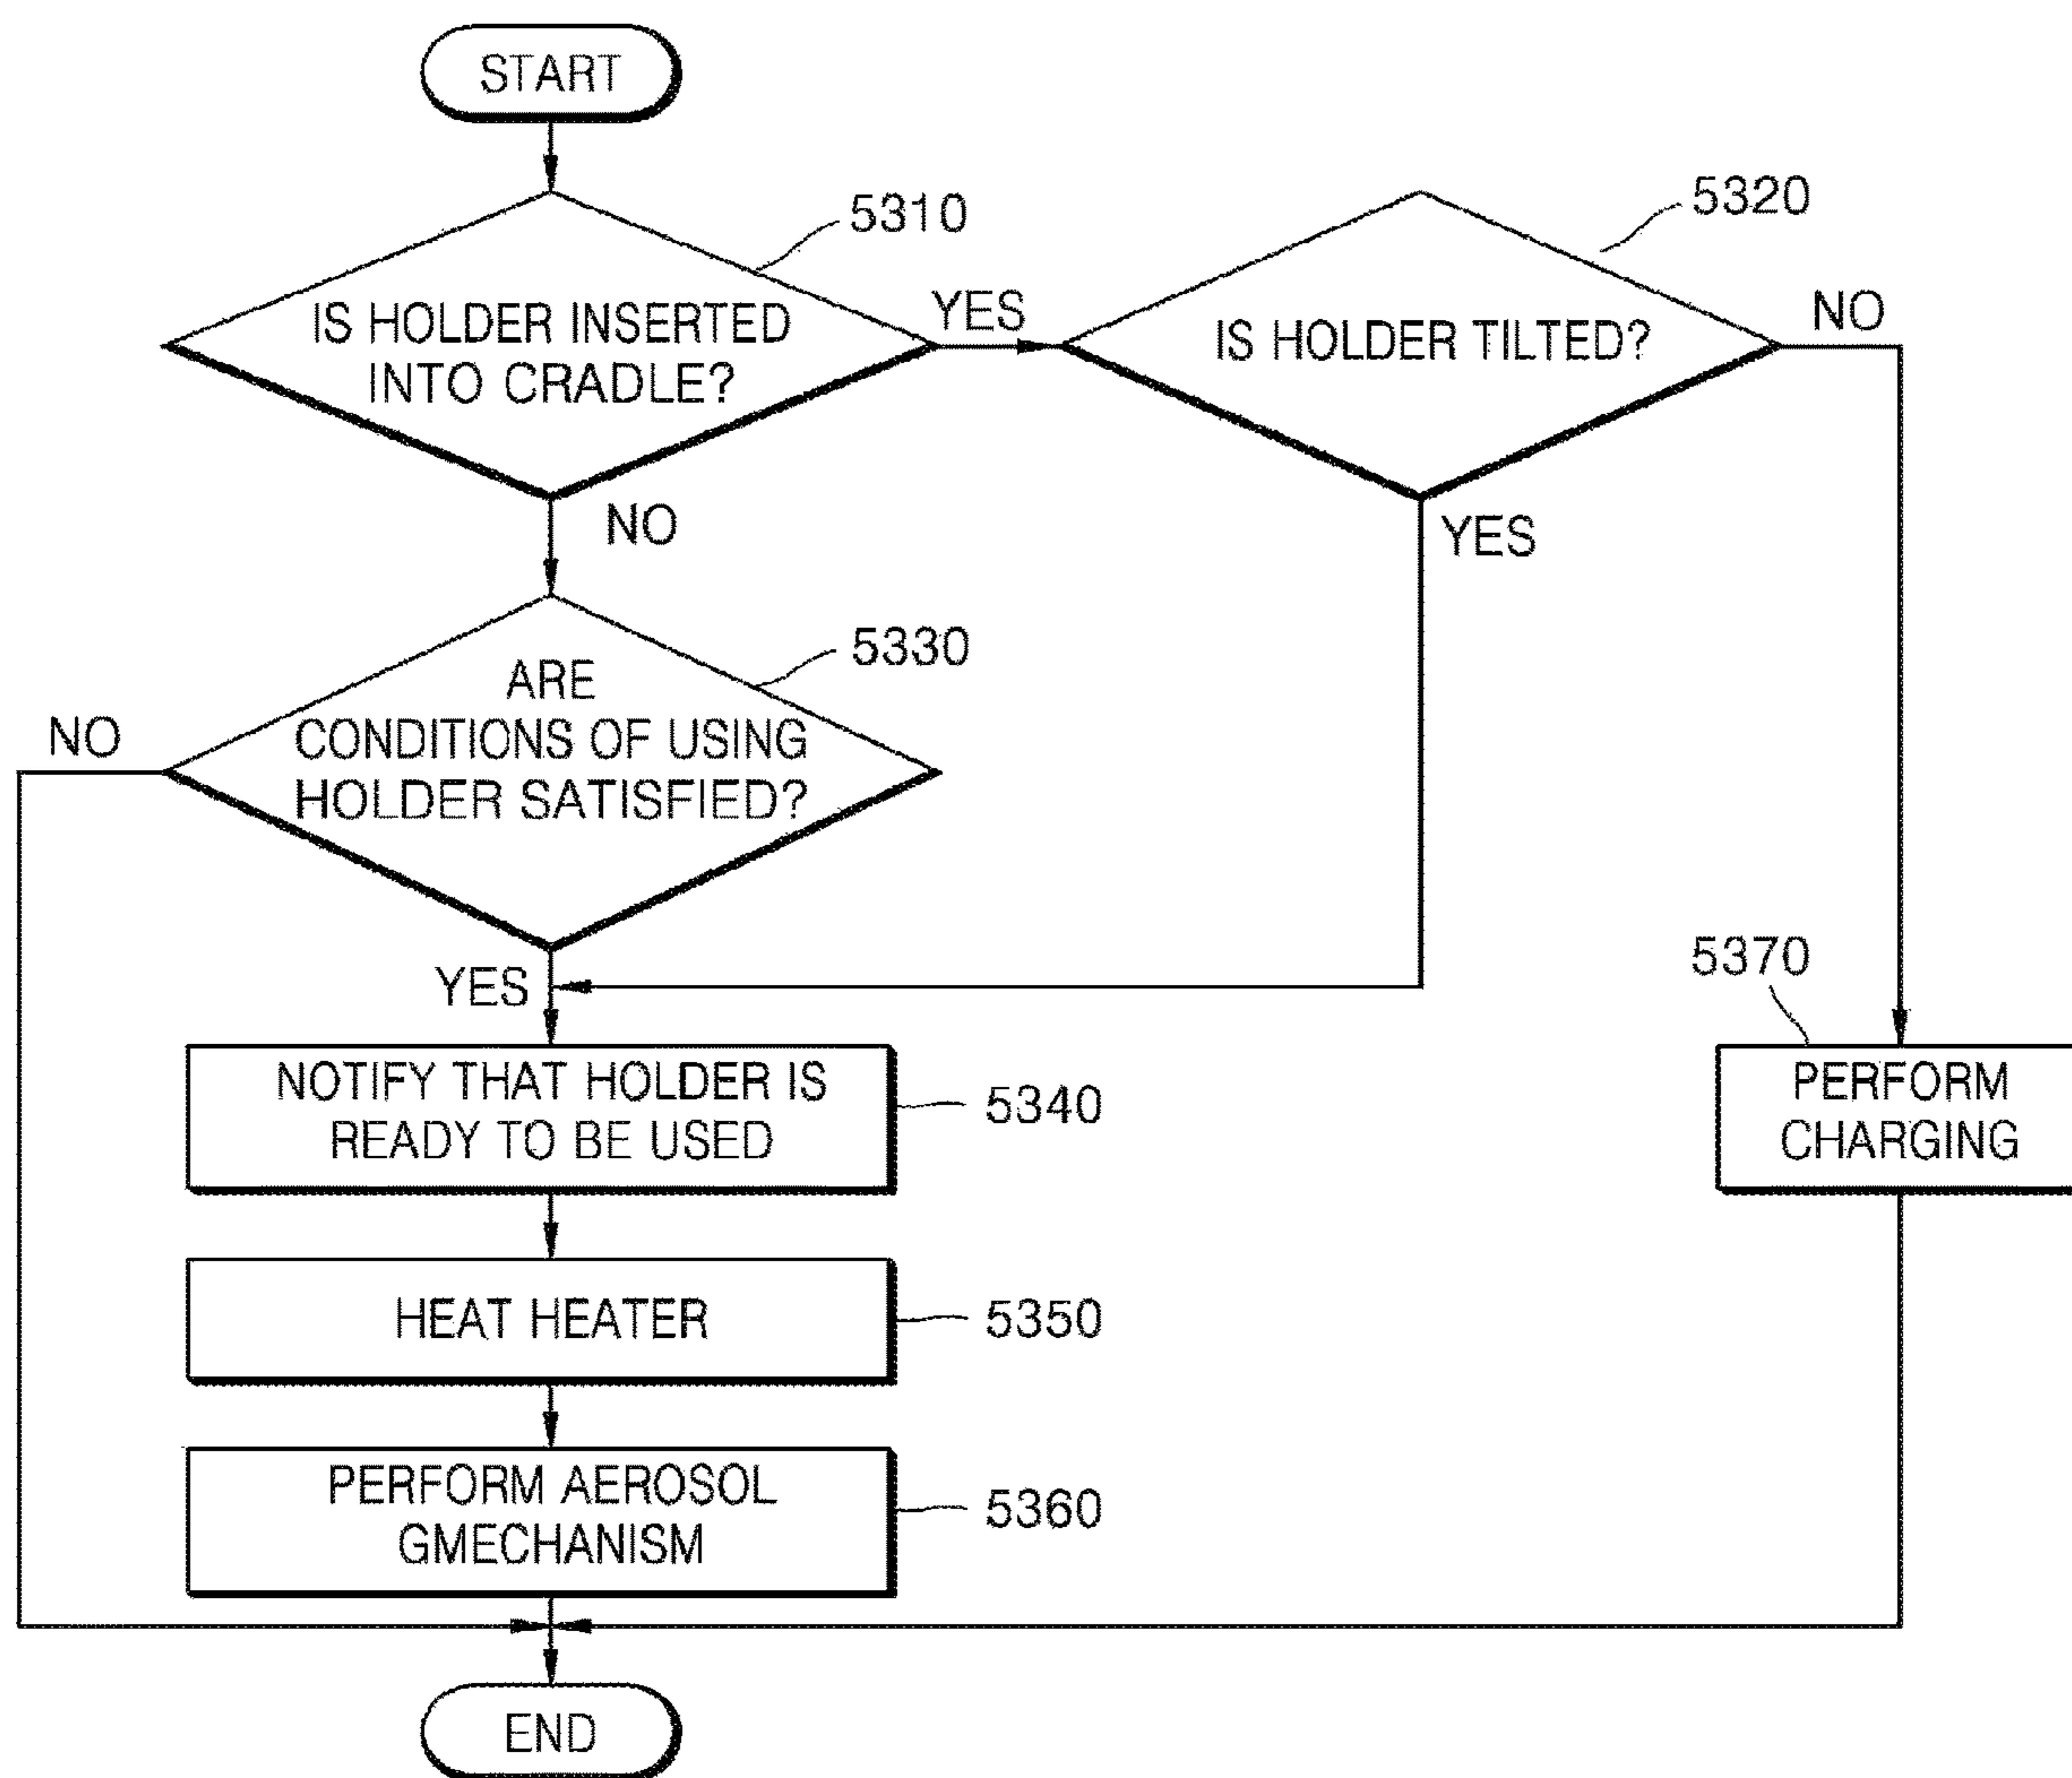 START
5310
IS HOLDER INSERTED
INTO CRADLE?
YES
5320
IS HOLDER TILTED?
NO
NO
YES
5330
ARE
CONDITIONS OF USING
HOLDER SATISFIED?
NO
YES
NOTIFY THAT HOLDER IS
READY TO BE USED
5340
5370
PERFORM
CHARGING
HEAT HEATER
5350
PERFORM AEROSOL
GMECHANISM
5360
END